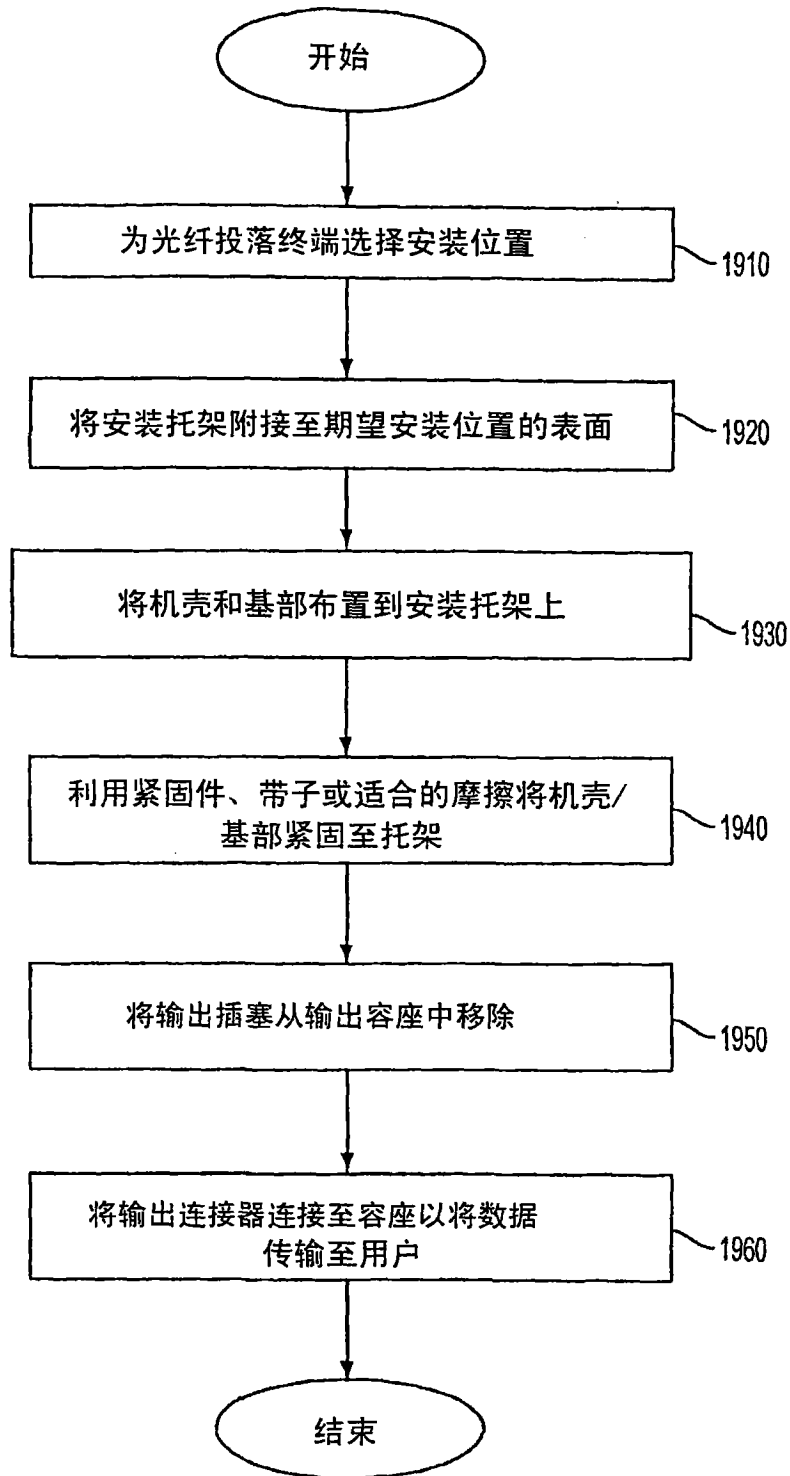 开始
为光纤投落终端选择安装位置
1910
将安装托架附接至期望安装位置的表面
1920
将机壳和基部布置到安装托架上
1930
利用紧固件、带子或适合的摩擦将机壳/
基部紧固至托架
1940
将输出插塞从输出容座中移除
1950
将输出连接器连接至容座以将数据
传输至用户
1960
结束